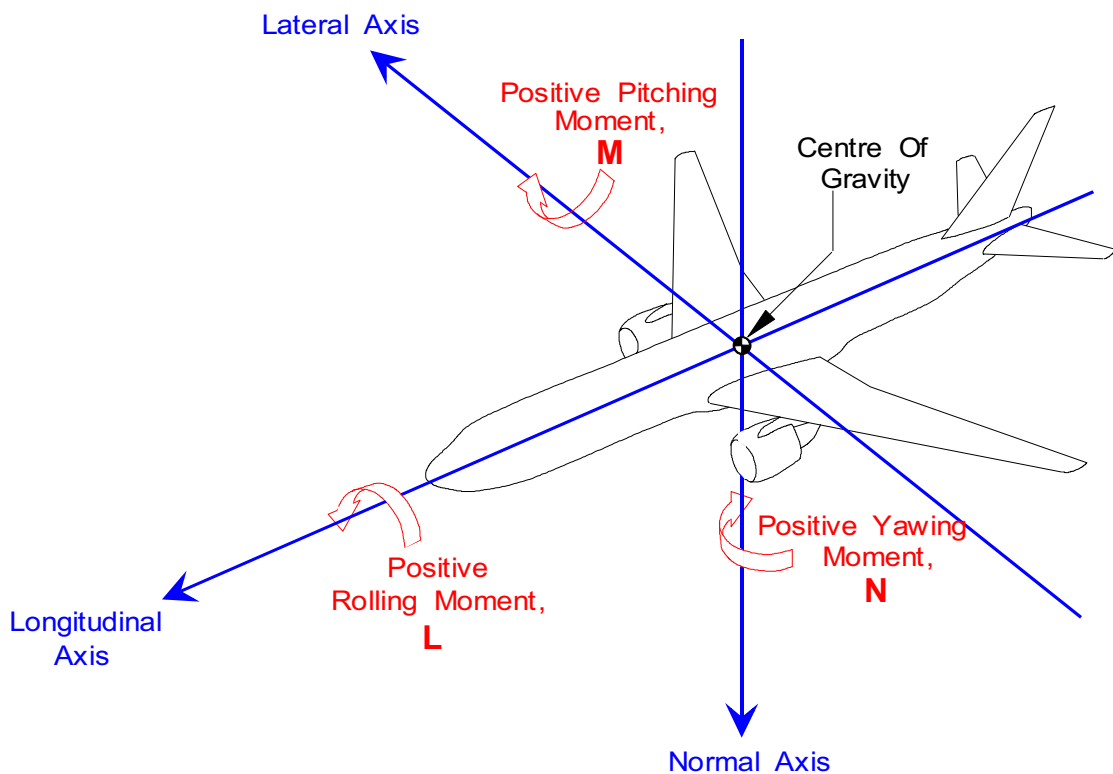 Lateral Axis
Positive Pitching
Moment,
M
Centre Of
Gravity
Positive Yawing
Moment,
N
Positive
Rolling Moment,
L
Longitudinal
Axis
Normal Axis